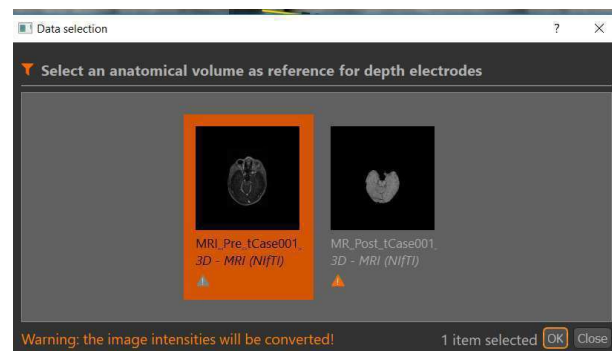 Data selection ? ×
Select an anatomical volume as reference for depth electrodes
MRI_Pre_tCase001_ MR_Post_tCase001_
3D - MRI (NIfTI) 3D - MRI (NIfTI)
Warning: the image intensities will be converted! 1 item selected OK Close